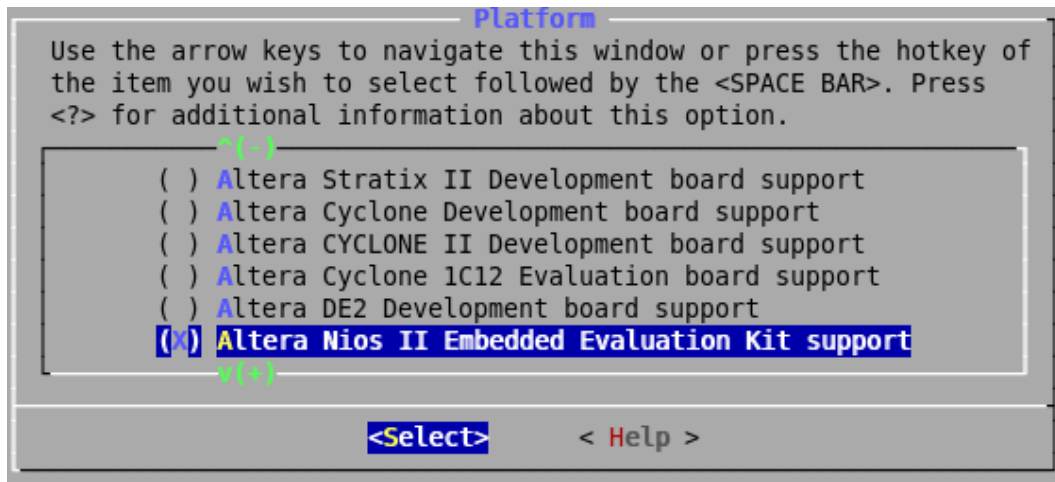 Platform
Use the arrow keys to navigate this window or press the hotkey of
the item you wish to select followed by the <SPACE BAR>. Press
<?> for additional information about this option.
^(-)
( ) Altera Stratix II Development board support
( ) Altera Cyclone Development board support
( ) Altera CYCLONE II Development board support
( ) Altera Cyclone 1C12 Evaluation board support
( ) Altera DE2 Development board support
(X) Altera Nios II Embedded Evaluation Kit support
v(+)
<Select> < Help >